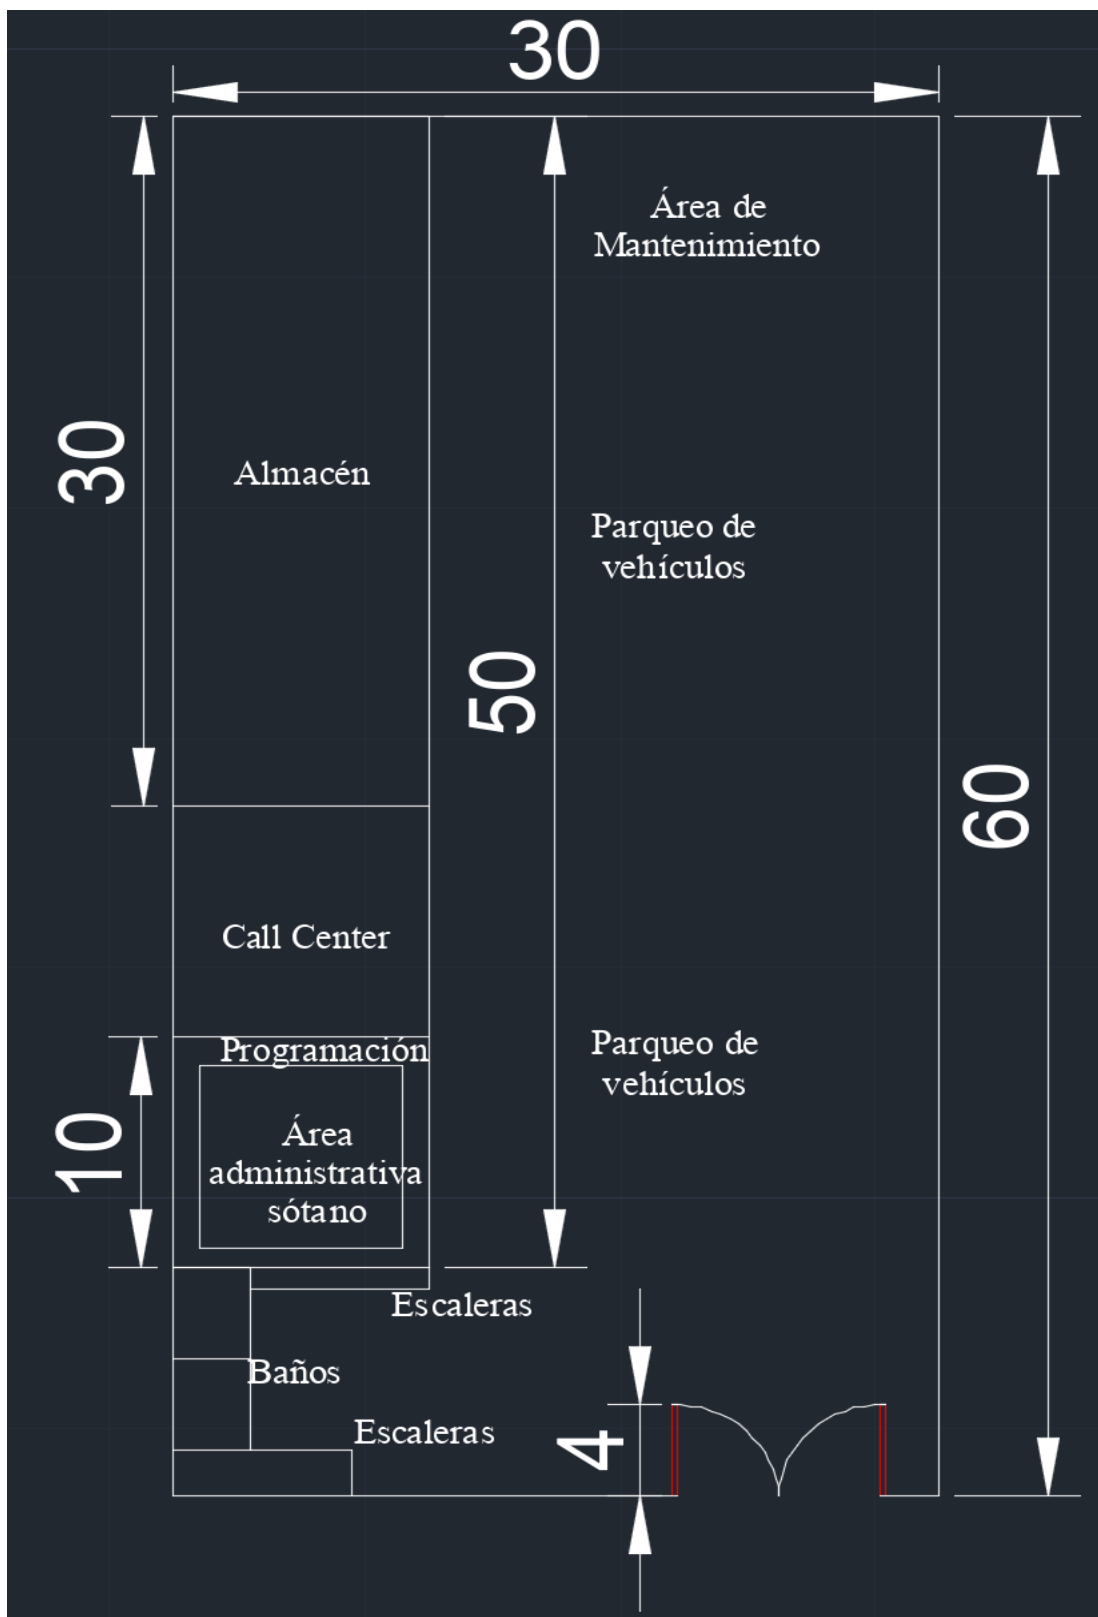 30
Área de
Mantenimiento
30
Almacén
Parqueo de
vehículos
50
60
Call Center
Programación
Parqueo de
vehículos
10
Área
administrativa
sótano
Escaleras
Baños
Escaleras
4